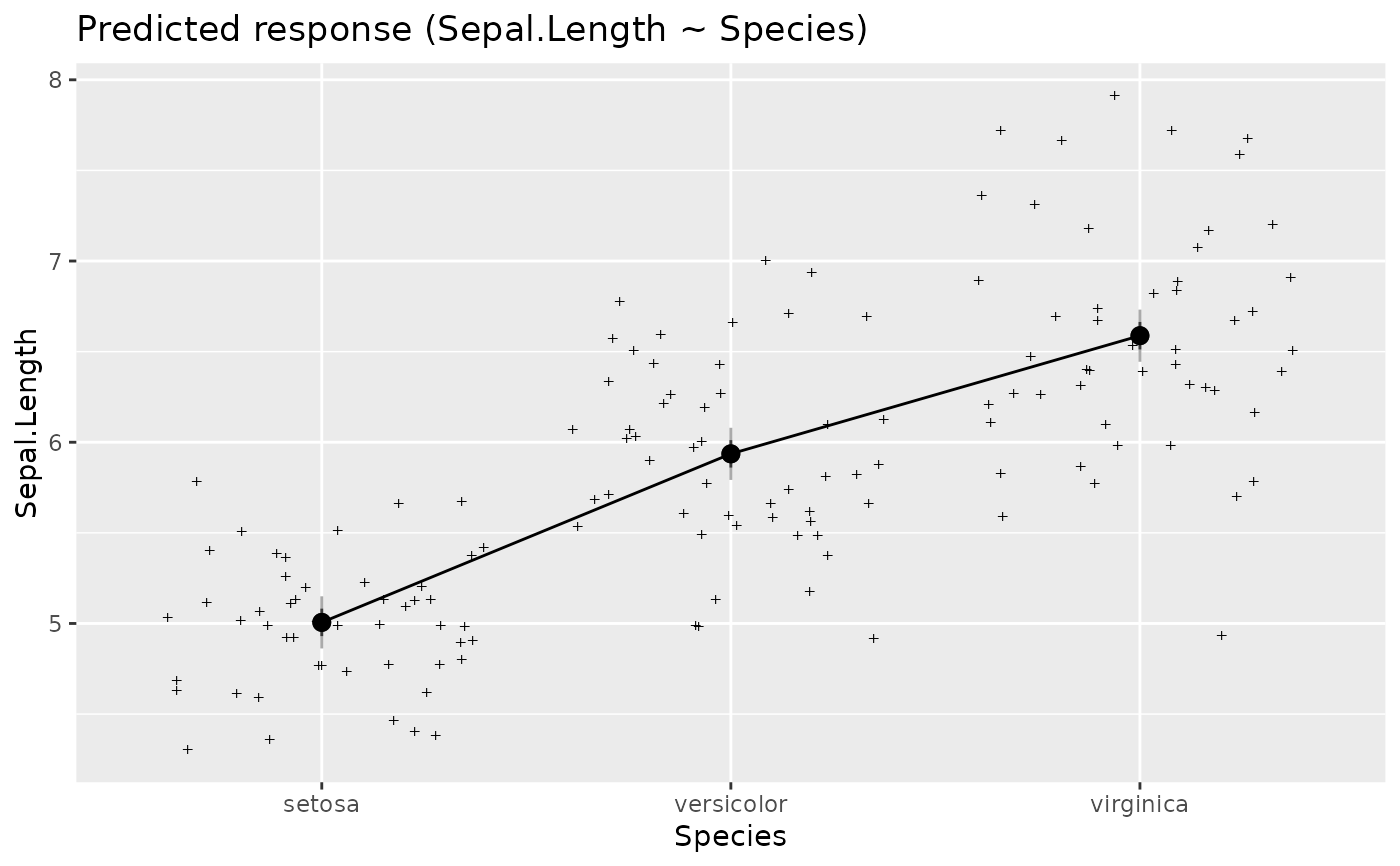 Predicted response (Sepal.Length ~ Species)
8
7
6
5
Sepal.Length
setosa
versicolor
virginica
Species